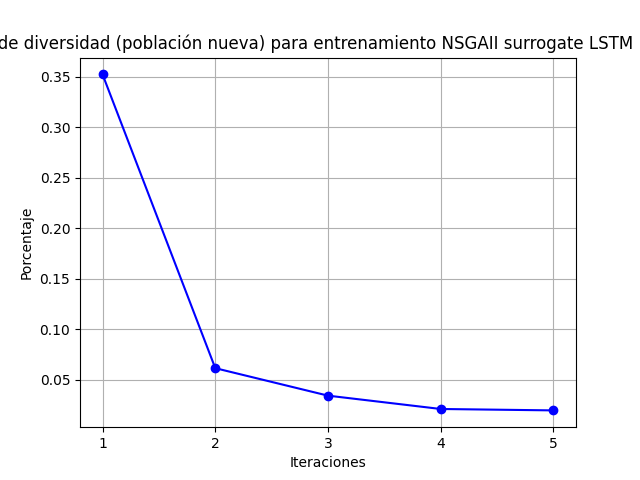 de diversidad (población nueva) para entrenamiento NSGAII surrogate LSTM
0.35
0.30
0.25
0.20
0.15
0.10
0.05
Porcentaje
1 2 3 4 5
Iteraciones